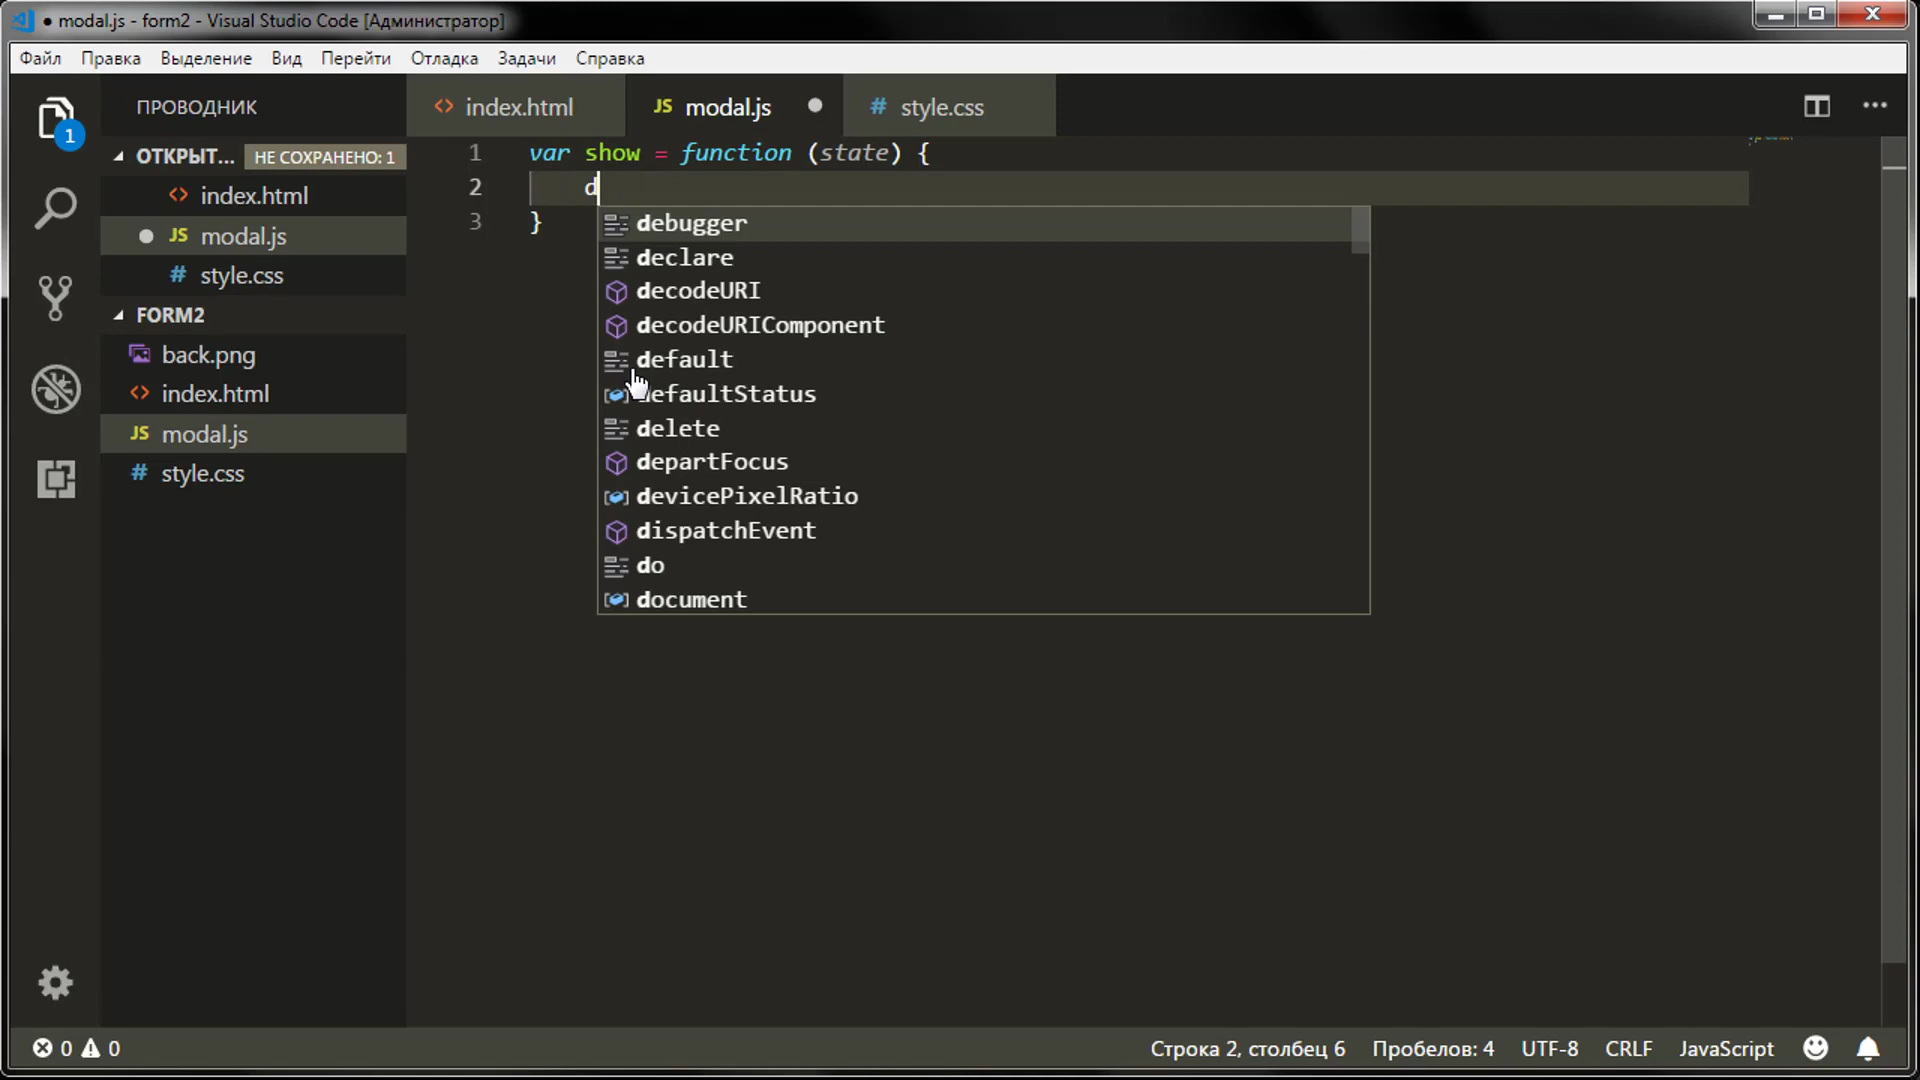 modal.js - form2 - Visual Studio Code [Администратор]
Файл Правка Выделение Вид Перейти Отладка Задачи Справка
ПРОВОДНИК
index.html
JS modal.js
# style.css
1
ОТКРЫТ... НЕ СОХРАНЕНО: 1
index.html
JS modal.js
# style.css
FORM2
back.png
index.html
JS modal.js
# style.css
1 var show = function (state) {
2 d
3 }
debugger
declare
decodeURI
decodeURIComponent
default
defaultStatus
delete
departFocus
devicePixelRatio
dispatchEvent
do
document
0 0
Строка 2, столбец 6 Пробелов: 4 UTF-8 CRLF JavaScript